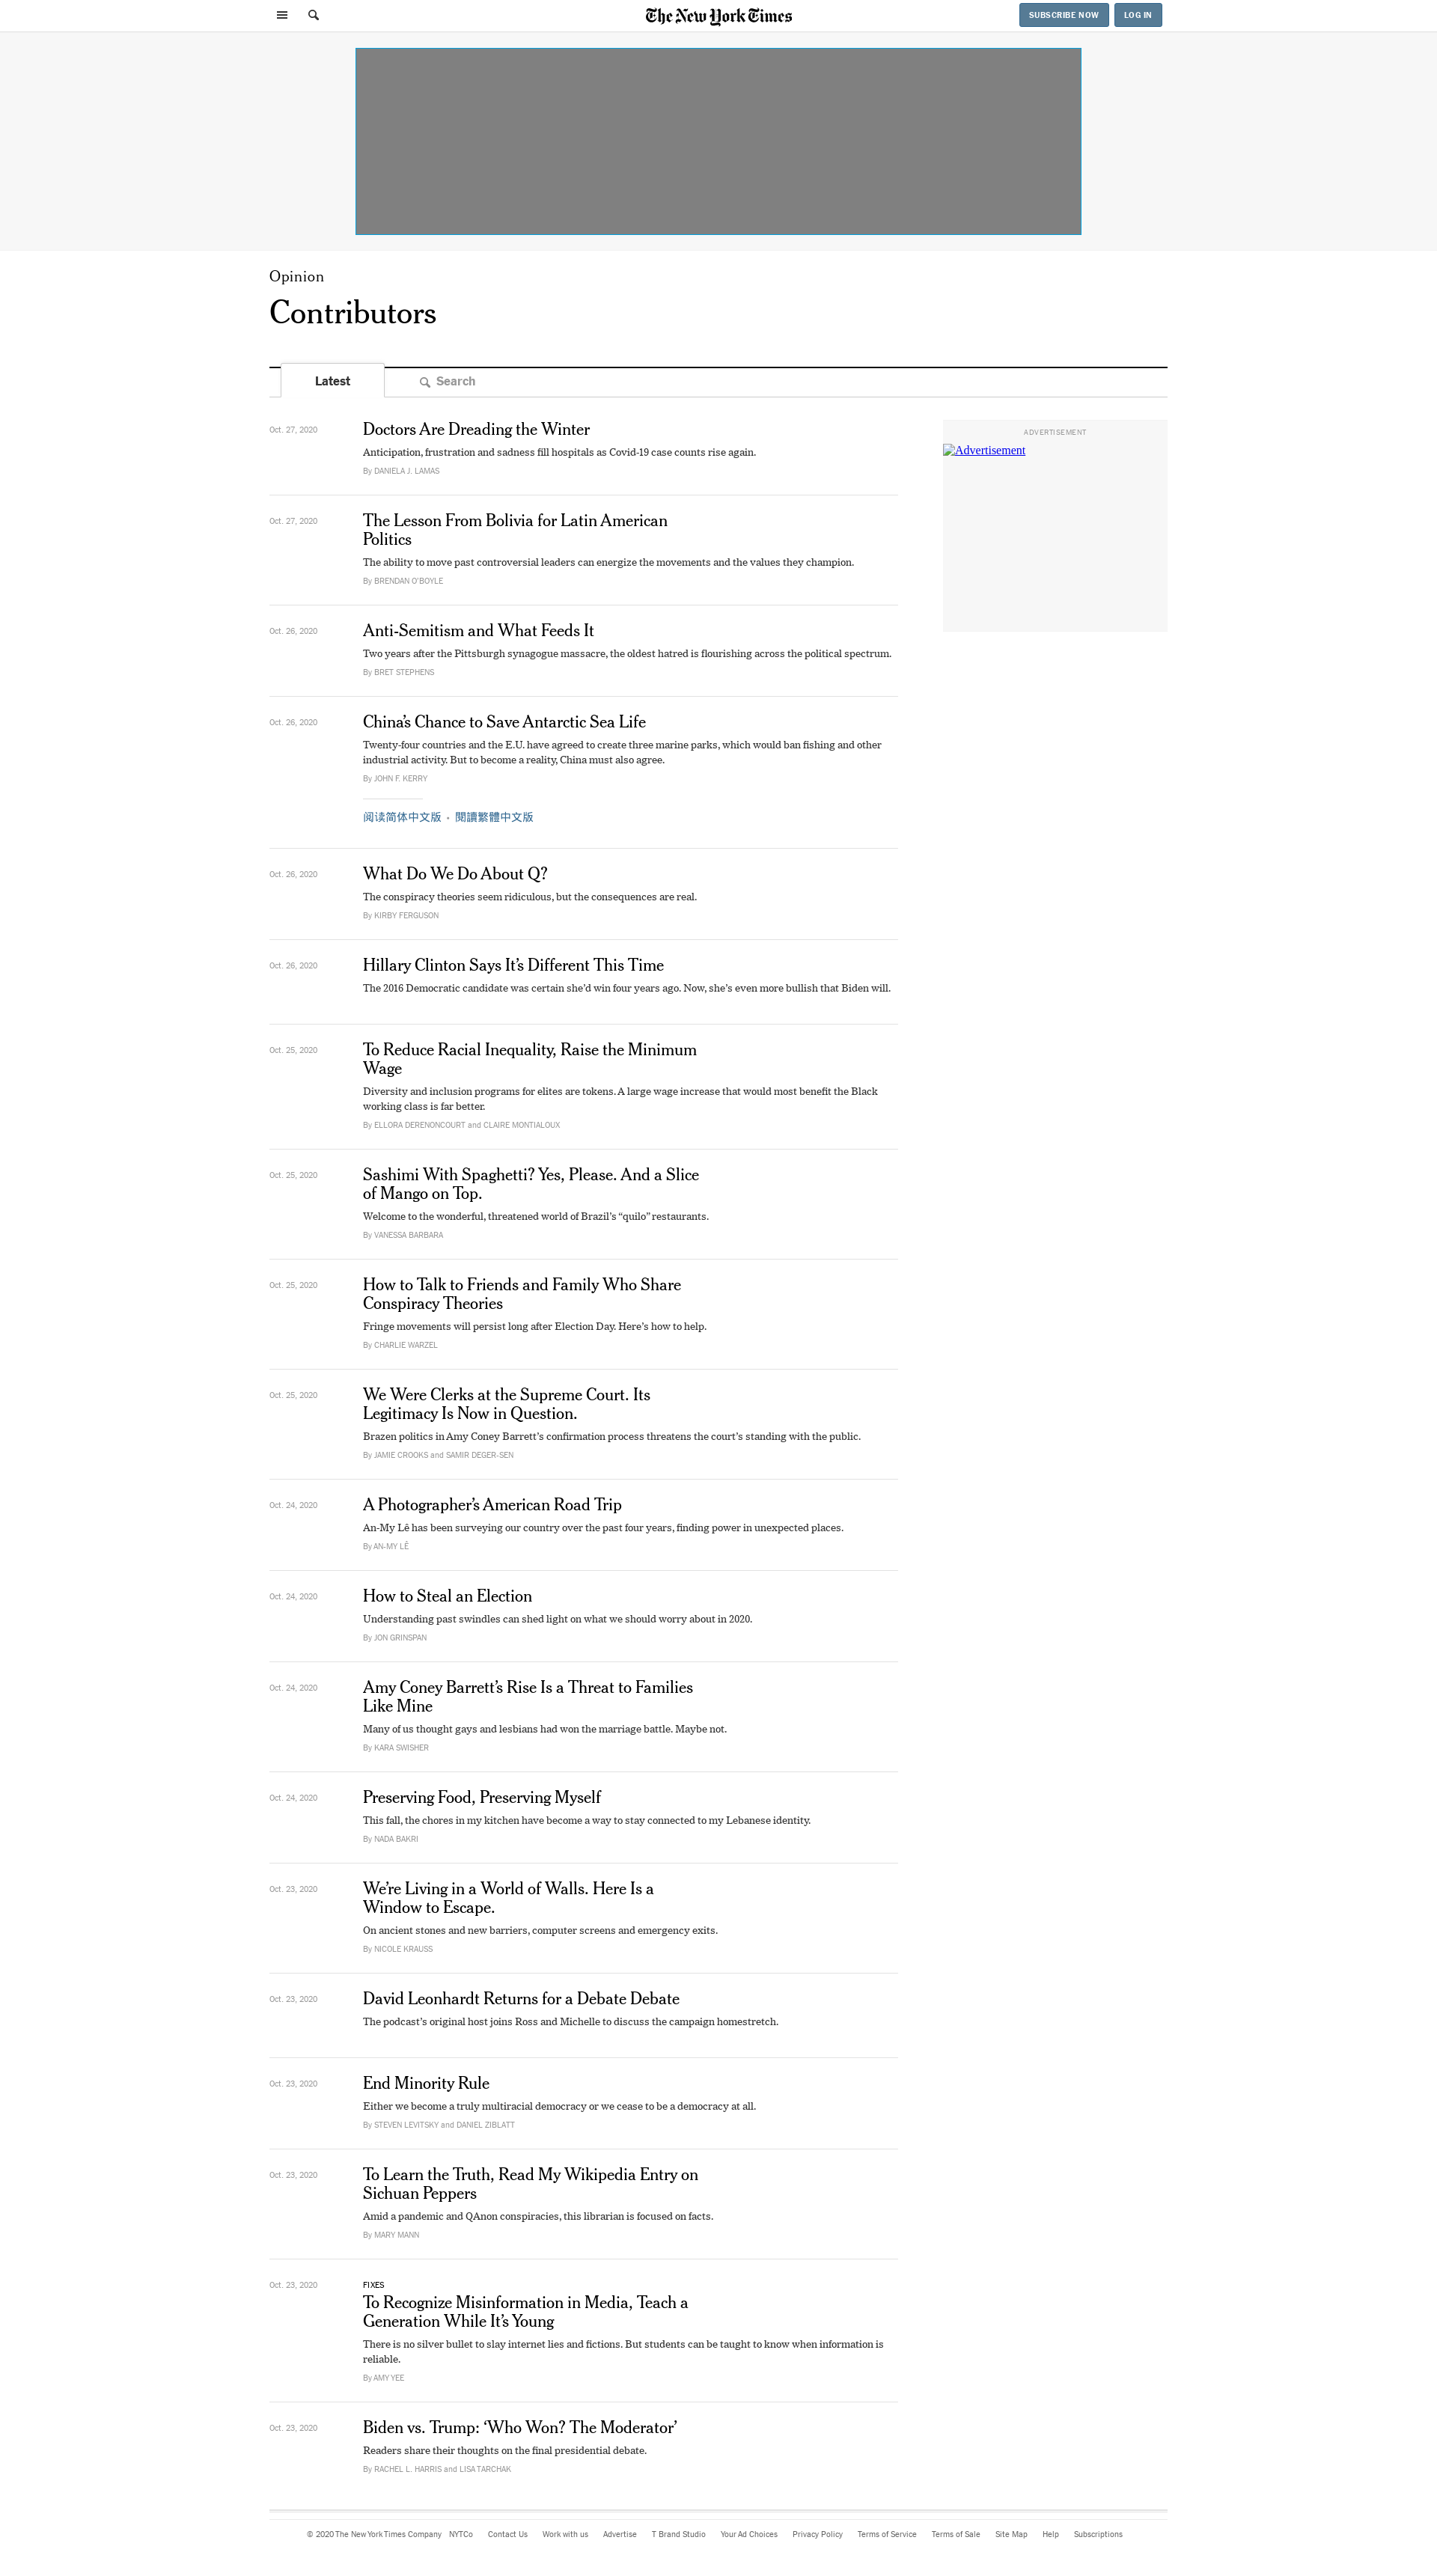 The New York Times
SUBSCRIBE NOW
LOG IN
Opinion
Contributors
Latest
Search
Oct. 27, 2020
Doctors Are Dreading the Winter
Anticipation, frustration and sadness fill hospitals as Covid-19 case counts rise again.
By DANIELA J. LAMAS
ADVERTISEMENT
Advertisement
Oct. 27, 2020
The Lesson From Bolivia for Latin American
Politics
The ability to move past controversial leaders can energize the movements and the values they champion.
By BRENDAN O'BOYLE
Oct. 26, 2020
Anti-Semitism and What Feeds It
Two years after the Pittsburgh synagogue massacre, the oldest hatred is flourishing across the political spectrum.
By BRET STEPHENS
Oct. 26, 2020
China’s Chance to Save Antarctic Sea Life
Twenty-four countries and the E.U. have agreed to create three marine parks, which would ban fishing and other
industrial activity. But to become a reality, China must also agree.
By JOHN F. KERRY
阅读简体中文版 • 閱讀繁體中文版
Oct. 26, 2020
What Do We Do About Q?
The conspiracy theories seem ridiculous, but the consequences are real.
By KIRBY FERGUSON
Oct. 26, 2020
Hillary Clinton Says It’s Different This Time
The 2016 Democratic candidate was certain she’d win four years ago. Now, she’s even more bullish that Biden will.
Oct. 25, 2020
To Reduce Racial Inequality, Raise the Minimum
Wage
Diversity and inclusion programs for elites are tokens. A large wage increase that would most benefit the Black
working class is far better.
By ELLORA DERENONCOURT and CLAIRE MONTIALOUX
Oct. 25, 2020
Sashimi With Spaghetti? Yes, Please. And a Slice
of Mango on Top.
Welcome to the wonderful, threatened world of Brazil’s “quilo” restaurants.
By VANESSA BARBARA
Oct. 25, 2020
How to Talk to Friends and Family Who Share
Conspiracy Theories
Fringe movements will persist long after Election Day. Here’s how to help.
By CHARLIE WARZEL
Oct. 25, 2020
We Were Clerks at the Supreme Court. Its
Legitimacy Is Now in Question.
Brazen politics in Amy Coney Barrett’s confirmation process threatens the court’s standing with the public.
By JAMIE CROOKS and SAMIR DEGER-SEN
Oct. 24, 2020
A Photographer’s American Road Trip
An-My Lê has been surveying our country over the past four years, finding power in unexpected places.
By AN-MY LÊ
Oct. 24, 2020
How to Steal an Election
Understanding past swindles can shed light on what we should worry about in 2020.
By JON GRINSPAN
Oct. 24, 2020
Amy Coney Barrett’s Rise Is a Threat to Families
Like Mine
Many of us thought gays and lesbians had won the marriage battle. Maybe not.
By KARA SWISHER
Oct. 24, 2020
Preserving Food, Preserving Myself
This fall, the chores in my kitchen have become a way to stay connected to my Lebanese identity.
By NADA BAKRI
Oct. 23, 2020
We’re Living in a World of Walls. Here Is a
Window to Escape.
On ancient stones and new barriers, computer screens and emergency exits.
By NICOLE KRAUSS
Oct. 23, 2020
David Leonhardt Returns for a Debate Debate
The podcast’s original host joins Ross and Michelle to discuss the campaign homestretch.
Oct. 23, 2020
End Minority Rule
Either we become a truly multiracial democracy or we cease to be a democracy at all.
By STEVEN LEVITSKY and DANIEL ZIBLATT
Oct. 23, 2020
To Learn the Truth, Read My Wikipedia Entry on
Sichuan Peppers
Amid a pandemic and QAnon conspiracies, this librarian is focused on facts.
By MARY MANN
Oct. 23, 2020
FIXES
To Recognize Misinformation in Media, Teach a
Generation While It’s Young
There is no silver bullet to slay internet lies and fictions. But students can be taught to know when information is
reliable.
By AMY YEE
Oct. 23, 2020
Biden vs. Trump: ‘Who Won? The Moderator’
Readers share their thoughts on the final presidential debate.
By RACHEL L. HARRIS and LISA TARCHAK
© 2020 The New York Times Company NYTCo Contact Us Work with us Advertise T Brand Studio Your Ad Choices Privacy Policy Terms of Service Terms of Sale Site Map Help Subscriptions